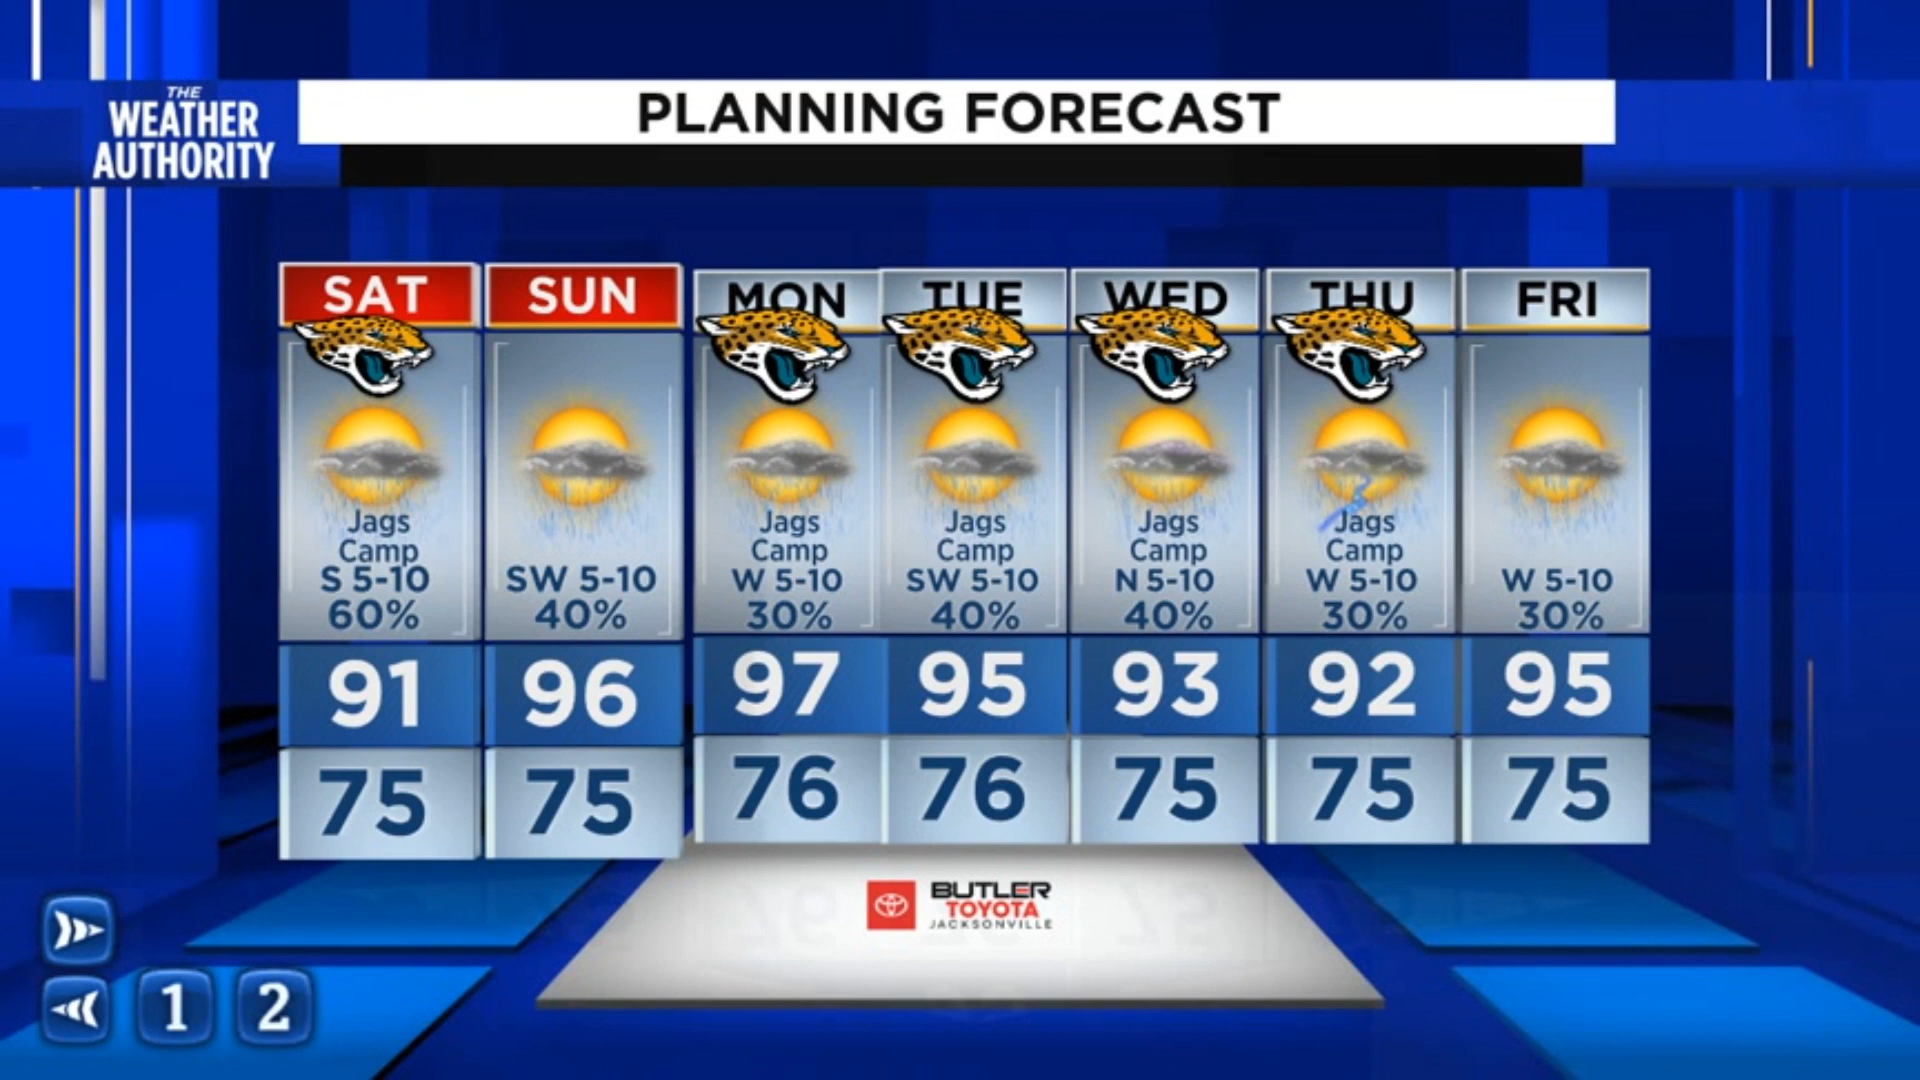 THE
WEATHER
AUTHORITY
PLANNING FORECAST
SAT
Jags
Camp
S 5-10
60%
91
75
SUN
SW 5-10
40%
96
75
MON
Jags
Camp
W 5-10
30%
97
76
TUE
Jags
Camp
SW 5-10
40%
95
76
WED
Jags
Camp
N 5-10
40%
93
75
THU
Jags
Camp
W 5-10
30%
92
75
FRI
W 5-10
30%
95
75
BUTLER
TOYOTA
JACKSONVILLE
1 2